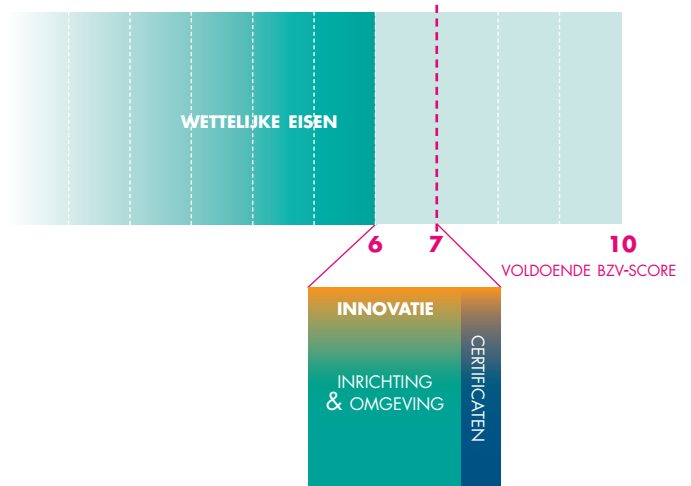 WETTELIJKE EISEN
6
7
10
VOLDOENDE BZV-SCORE
INNOVATIE
INRICHTING
& OMGEVING
CERTIFICATEN